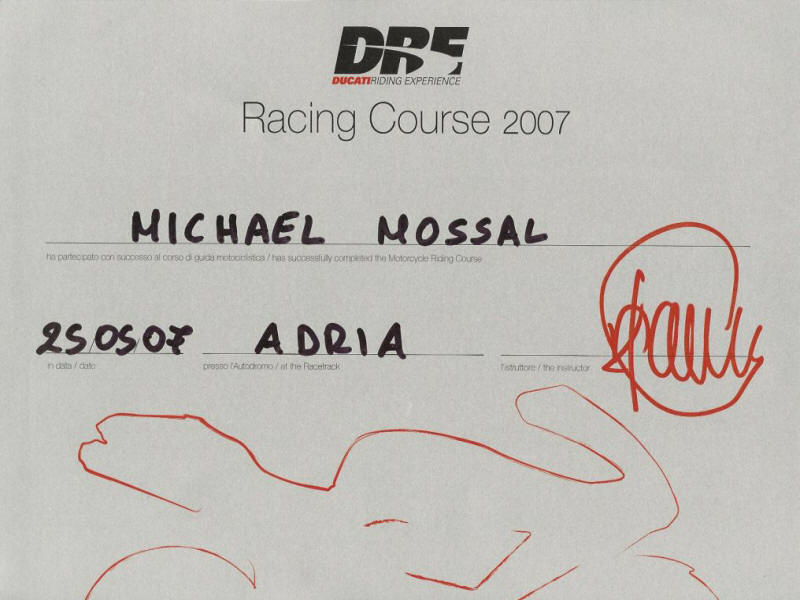 DRE
DUCATIRIDING EXPERIENCE
Racing Course 2007
MICHAEL MOSSAL
ha partecipato con successo al corso di guida motociclistica / has successfully completed the Motorcycle Riding Course
25/05/07 ADRIA
in data / date presso l'Autodromo / at the Racetrack l'istruttore / the instructor